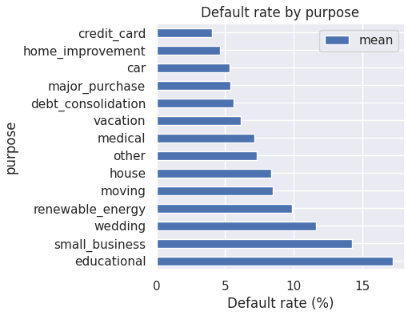 Default rate by purpose
mean
purpose
credit_card
home_improvement
car
major_purchase
debt_consolidation
vacation
medical
other
house
moving
renewable_energy
wedding
small_business
educational
0 5 10 15
Default rate (%)